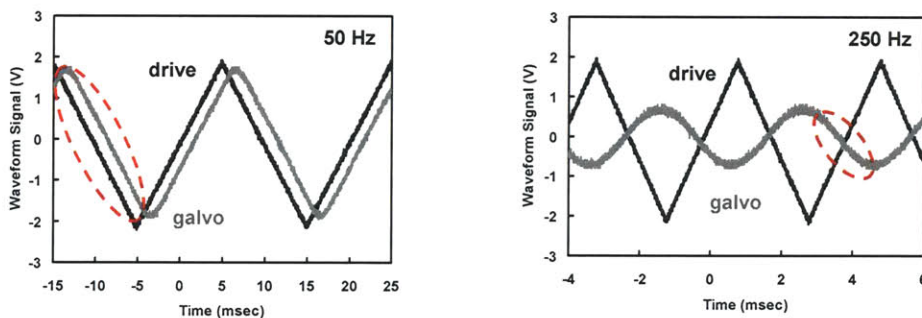 50 Hz
drive
galvo
Waveform Signal (V)
3
2
1
0
-1
-2
-3
-15 -10 -5 0 5 10 15 20 25
Time (msec)
250 Hz
drive
galvo
Waveform Signal (V)
3
2
1
0
-1
-2
-3
-4 -2 0 2 4 6
Time (msec)